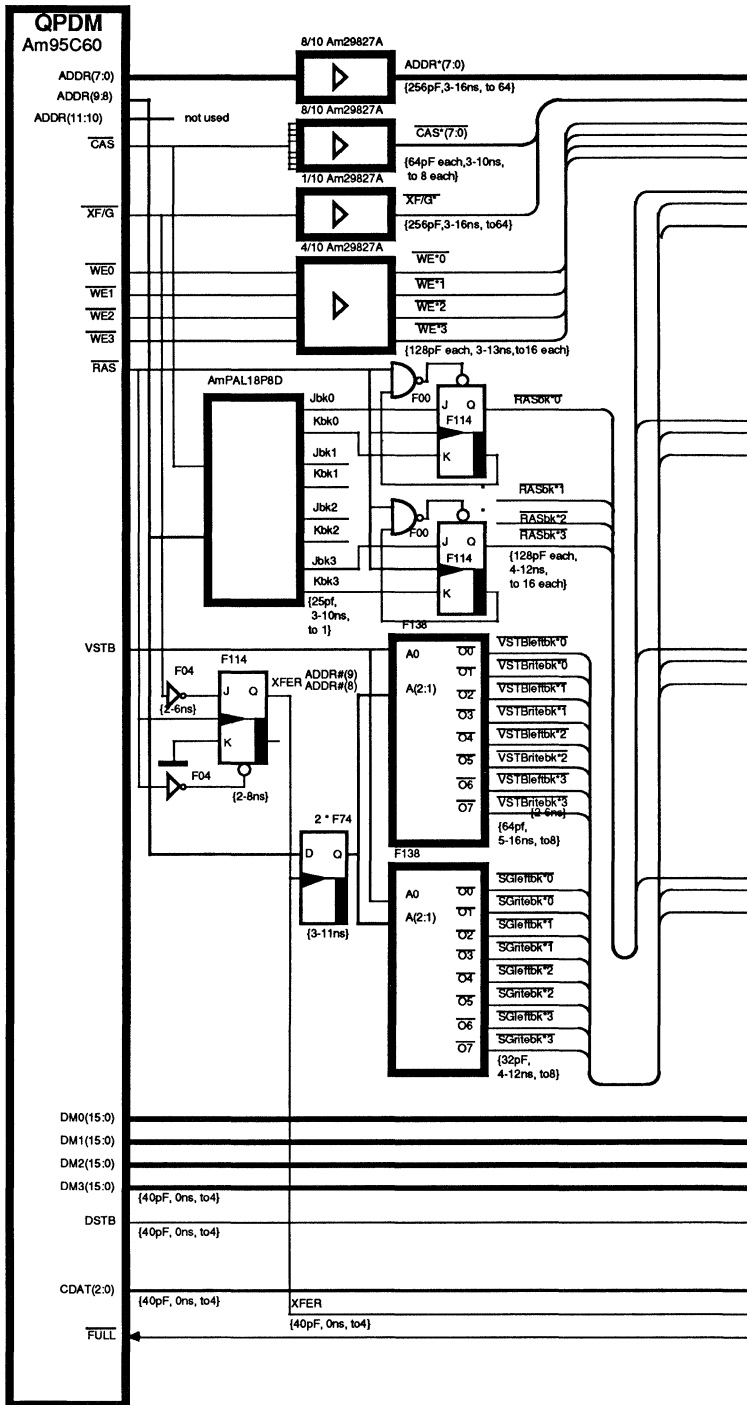 QPDM
Am95C60
ADDR(7:0)
ADDR(9:8)
ADDR(11:10)
not used
CAS
XF/G
WE0
WE1
WE2
WE3
RAS
VSTB
DM0(15:0)
DM1(15:0)
DM2(15:0)
DM3(15:0)
{40pF, 0ns, to4}
DSTB
{40pF, 0ns, to4}
CDAT(2:0)
{40pF, 0ns, to4}
FULL
8/10 Am29827A
ADDR*(7:0)
{256pF,3-16ns, to 64}
8/10 Am29827A
CAS*(7:0)
{64pF each,3-10ns,
to 8 each}
1/10 Am29827A
XF/G*
{256pF,3-16ns, to64}
4/10 Am29827A
WE*0
WE*1
WE*2
WE*3
{128pF each, 3-13ns,to16 each}
AmPAL18P8D
Jbk0
Kbk0
Jbk1
Kbk1
Jbk2
Kbk2
Jbk3
Kbk3
{25pf,
3-10ns,
to 1}
F00
J Q
F114
K
RASbk*0
F00
J Q
F114
K
RASbk*1
RASbk*2
RASbk*3
{128pF each,
4-12ns,
to 16 each}
F04
{2-6ns}
F114
J Q
K
F04
{2-8ns}
XFER
ADDR#(9)
ADDR#(8)
2 * F74
D Q
{3-11ns}
F138
A0
A(2:1)
O0
O1
O2
O3
O4
O5
O6
O7
VSTBleftbk*0
VSTBritebk*0
VSTBleftbk*1
VSTBritebk*1
VSTBleftbk*2
VSTBritebk*2
VSTBleftbk*3
VSTBritebk*3
{2-6ns}
{64pf,
5-16ns, to8}
F138
A0
A(2:1)
O0
O1
O2
O3
O4
O5
O6
O7
SGleftbk*0
SGritebk*0
SGleftbk*1
SGritebk*1
SGleftbk*2
SGritebk*2
SGleftbk*3
SGritebk*3
{32pF,
4-12ns, to8}
XFER
{40pF, 0ns, to4}